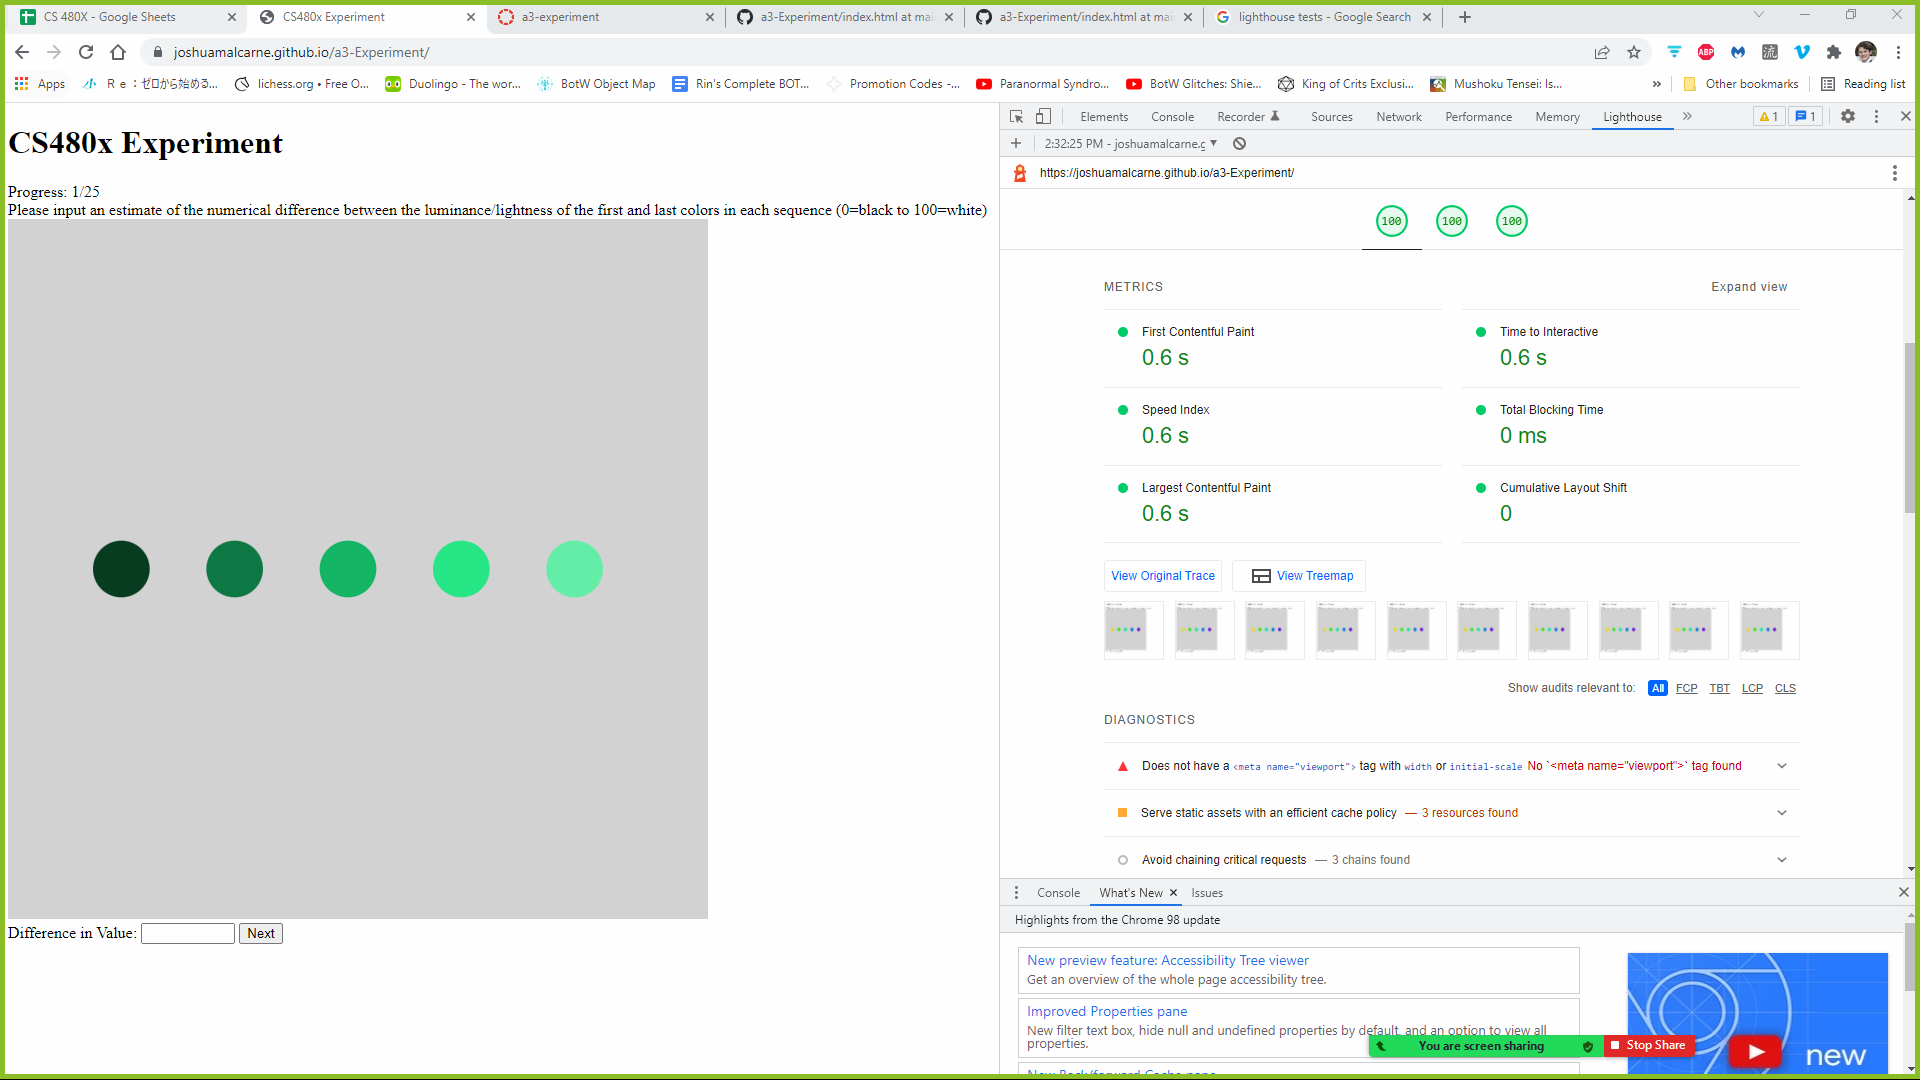 CS 480X - Google Sheets
CS480x Experiment
a3-experiment
a3-Experiment/index.html at mai
a3-Experiment/index.html at mai
lighthouse tests - Google Search
joshuamalcarne.github.io/a3-Experiment/
Apps
Ｒｅ：ゼロから始める...
lichess.org • Free O...
Duolingo - The wor...
BotW Object Map
Rin's Complete BOT...
Promotion Codes -...
Paranormal Syndro...
BotW Glitches: Shie...
King of Crits Exclusi...
Mushoku Tensei: Is...
»
Other bookmarks
Reading list
CS480x Experiment
Progress: 1/25
Please input an estimate of the numerical difference between the luminance/lightness of the first and last colors in each sequence (0=black to 100=white)
Difference in Value:
Next
Elements
Console
Recorder
Sources
Network
Performance
Memory
Lighthouse
»
1
1
2:32:25 PM - joshuamalcarne.g
https://joshuamalcarne.github.io/a3-Experiment/
100
100
100
METRICS
Expand view
First Contentful Paint
0.6 s
Time to Interactive
0.6 s
Speed Index
0.6 s
Total Blocking Time
0 ms
Largest Contentful Paint
0.6 s
Cumulative Layout Shift
0
View Original Trace
View Treemap
Show audits relevant to: All FCP TBT LCP CLS
DIAGNOSTICS
Does not have a <meta name="viewport"> tag with width or initial-scale No `<meta name="viewport">` tag found
Serve static assets with an efficient cache policy — 3 resources found
Avoid chaining critical requests — 3 chains found
Console
What's New
Issues
Highlights from the Chrome 98 update
New preview feature: Accessibility Tree viewer
Get an overview of the whole page accessibility tree.
Improved Properties pane
New filter text box, hide null and undefined properties by default, and an option to view all
properties.
You are screen sharing
Stop Share
new